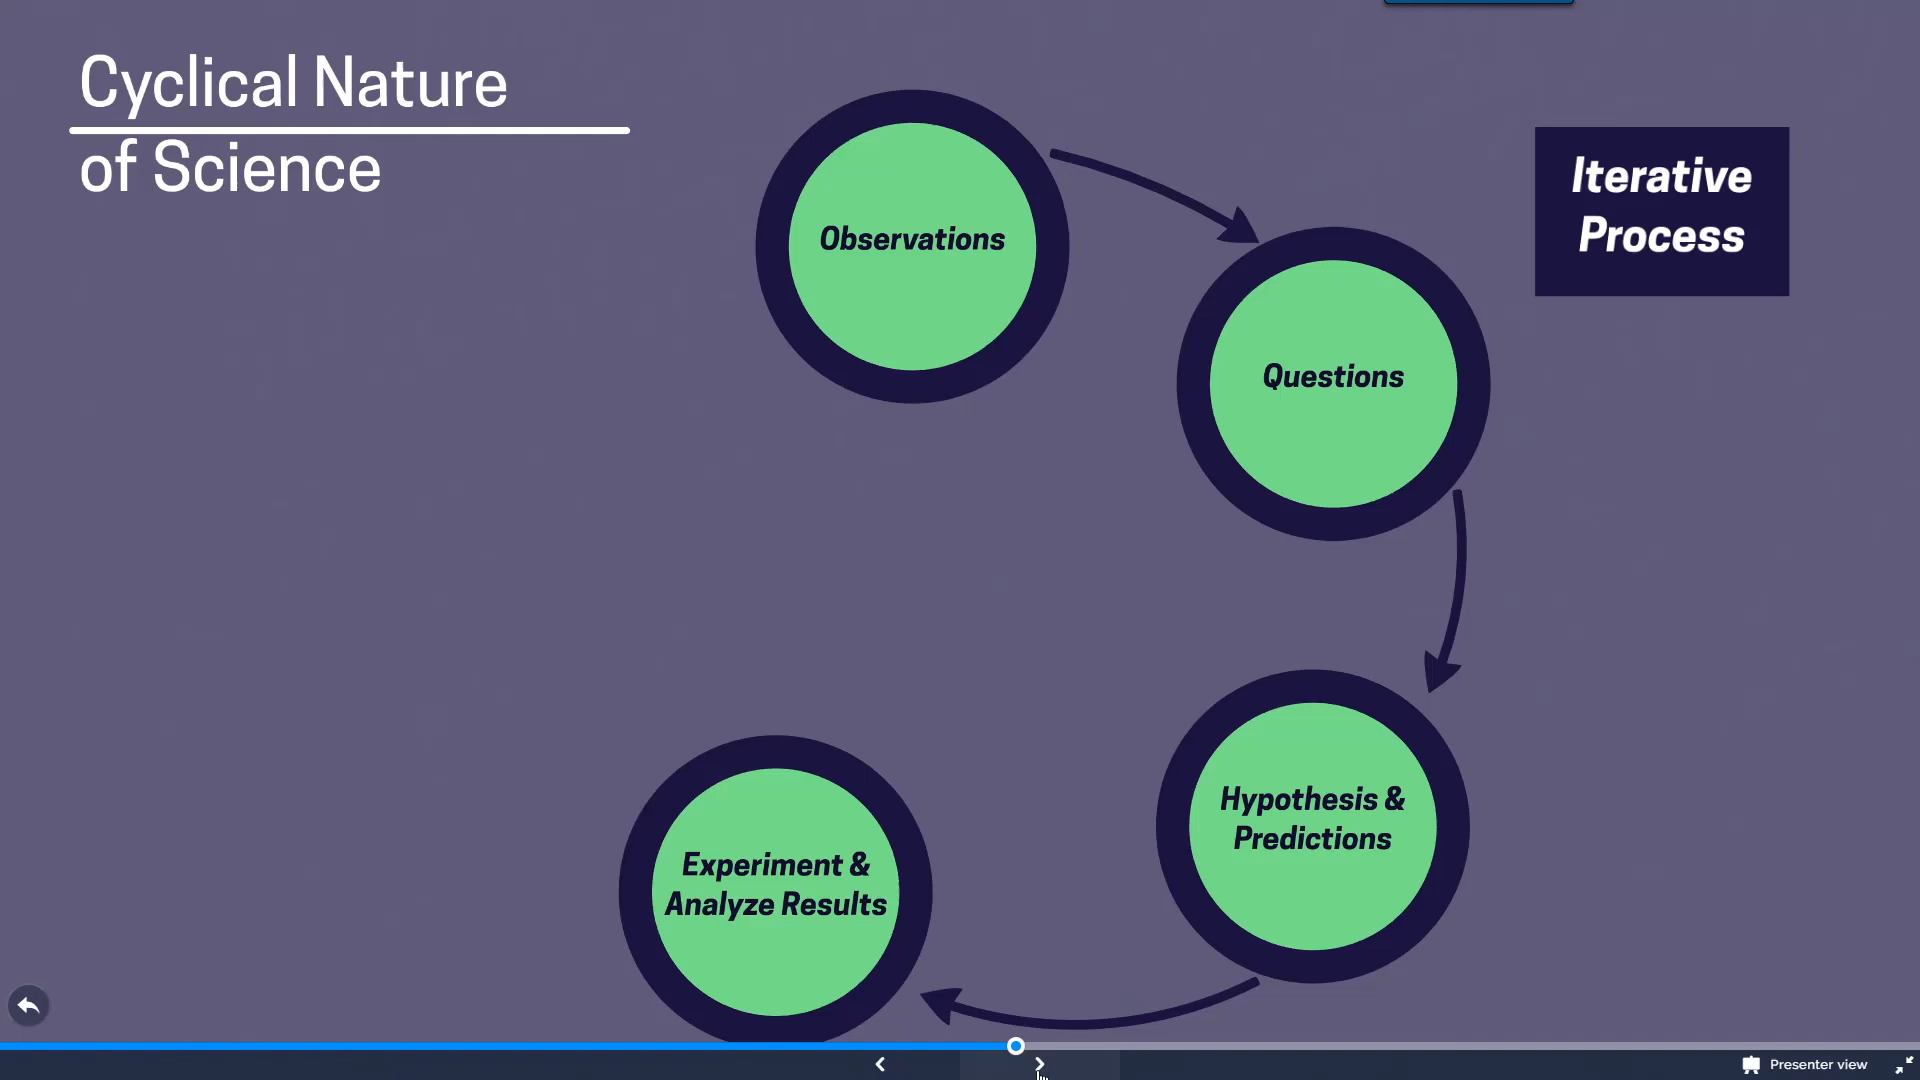 Cyclical Nature
of Science
Observations
Iterative
Process
Questions
Hypothesis &
Predictions
Experiment &
Analyze Results
Presenter view